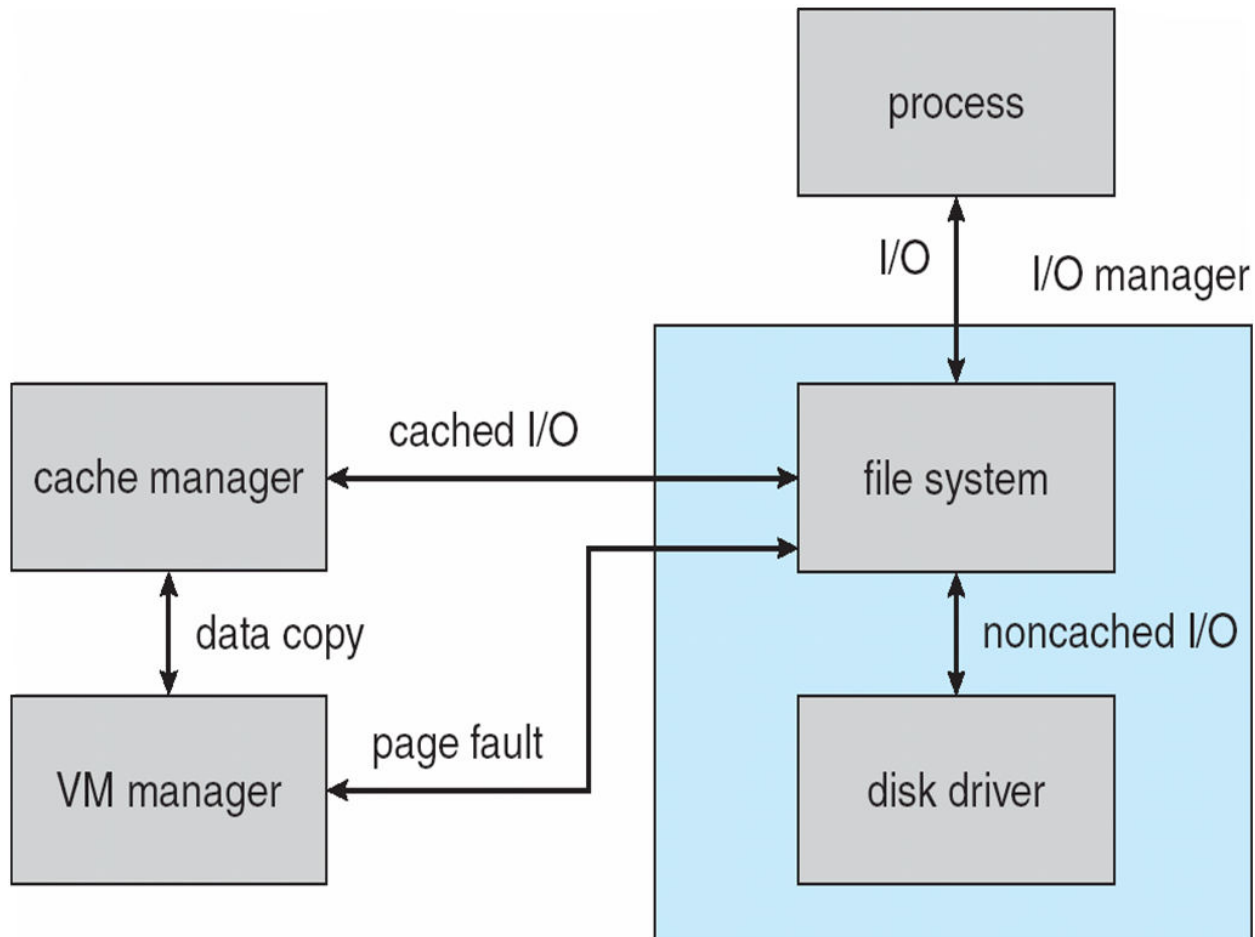 process
I/O
I/O manager
cached I/O
cache manager
file system
data copy
noncached I/O
page fault
VM manager
disk driver